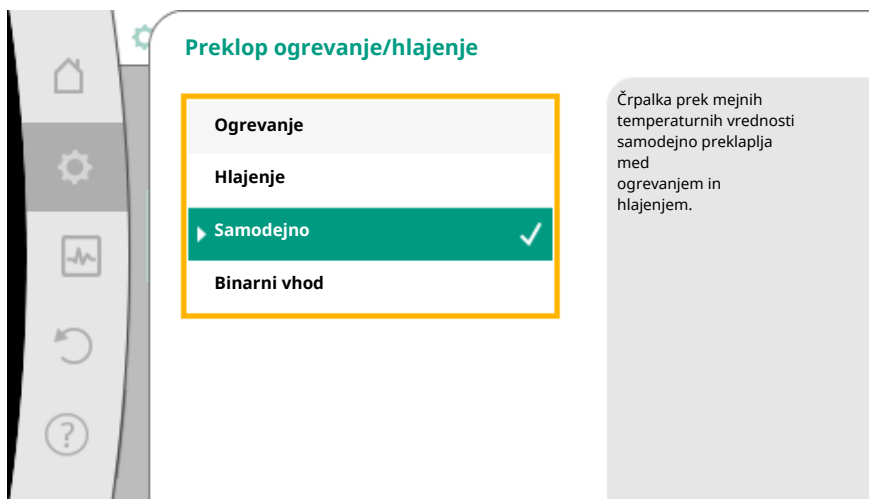 Preklop ogrevanje/hlajenje
Ogrevanje
Hlajenje
Samodejno
Binarni vhod
Črpalka prek mejnih
temperaturnih vrednosti
samodejno preklaplja
med
ogrevanjem in
hlajenjem.
?